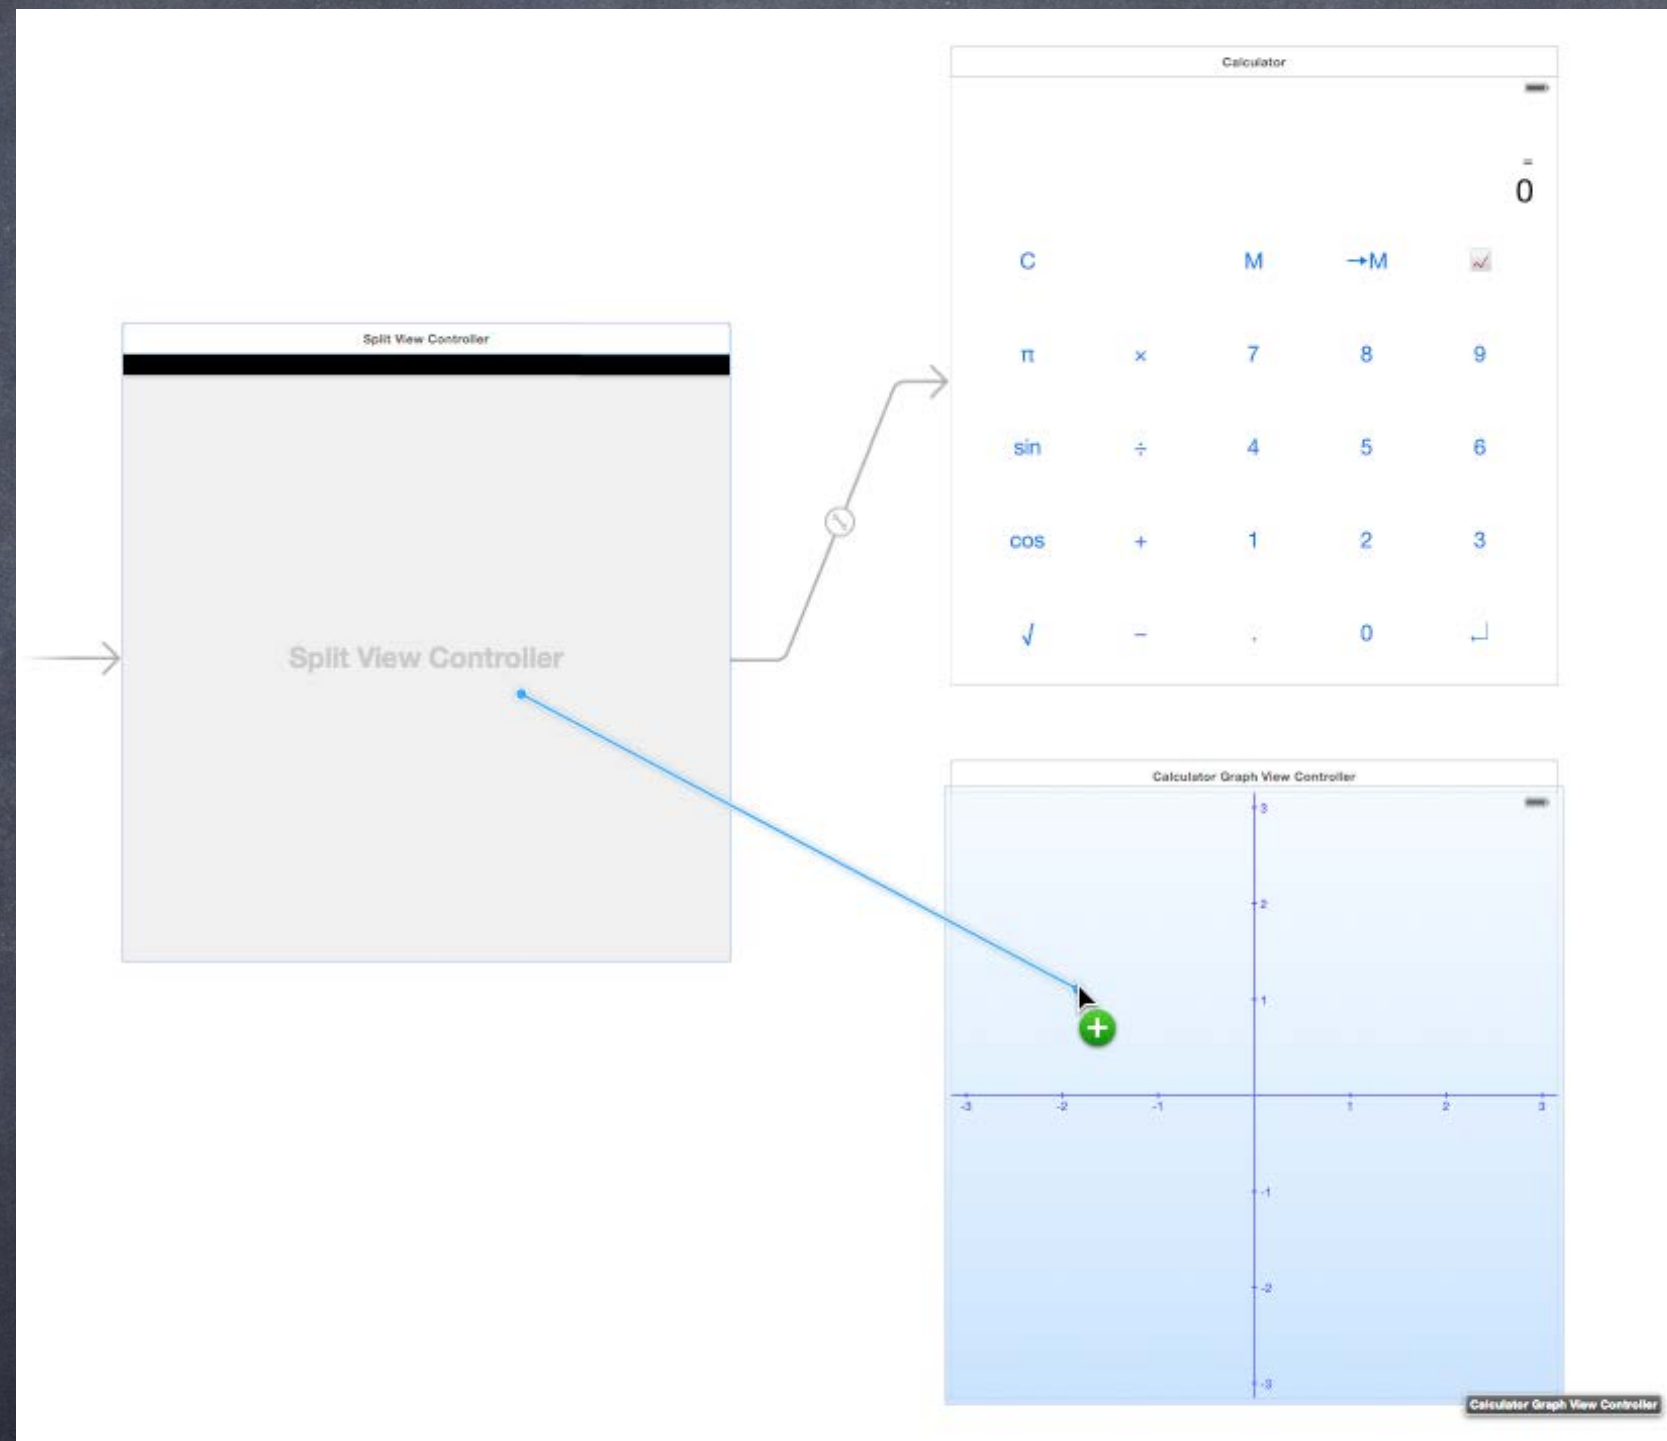 Calculator
=
0
C M →M
π × 7 8 9
sin ÷ 4 5 6
cos + 1 2 3
√ − . 0 ↵
Split View Controller
Split View Controller
Calculator Graph View Controller
3
2
1
-3 -2 -1 1 2 3
-1
-2
-3
Calculator Graph View Controller